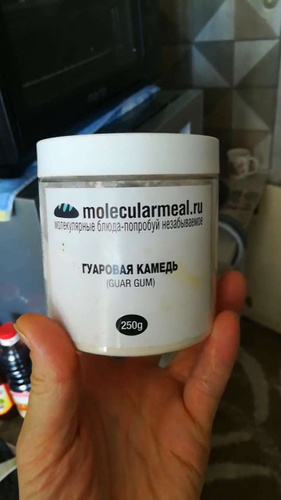 molecularmeal.ru
молекулярные блюда-попробуй незабываемое
ГУАРОВАЯ КАМЕДЬ
(GUAR GUM)
250g